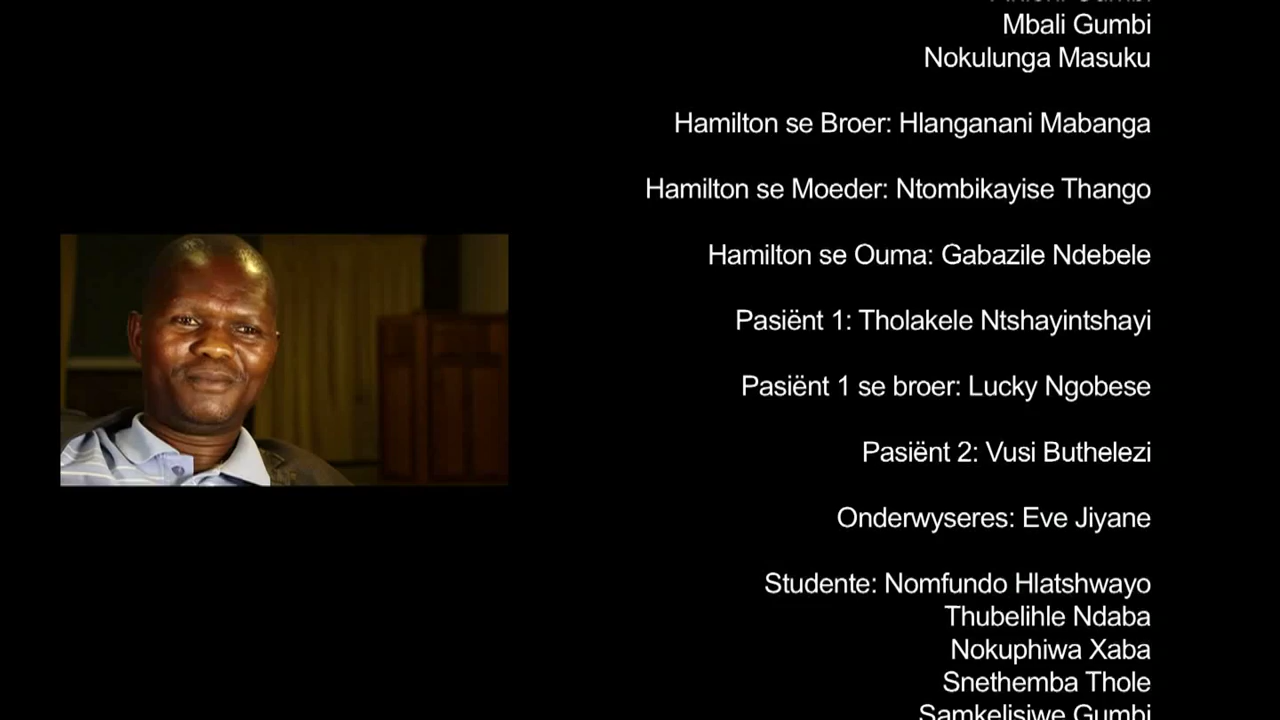 Mbali Gumbi
Nokulunga Masuku
Hamilton se Broer: Hlanganani Mabanga
Hamilton se Moeder: Ntombikayise Thango
Hamilton se Ouma: Gabazile Ndebele
Pasiënt 1: Tholakele Ntshayintshayi
Pasiënt 1 se broer: Lucky Ngobese
Pasiënt 2: Vusi Buthelezi
Onderwyseres: Eve Jiyane
Studente: Nomfundo Hlatshwayo
Thubelihle Ndaba
Nokuphiwa Xaba
Snethemba Thole
Samkelisiwe Gumbi